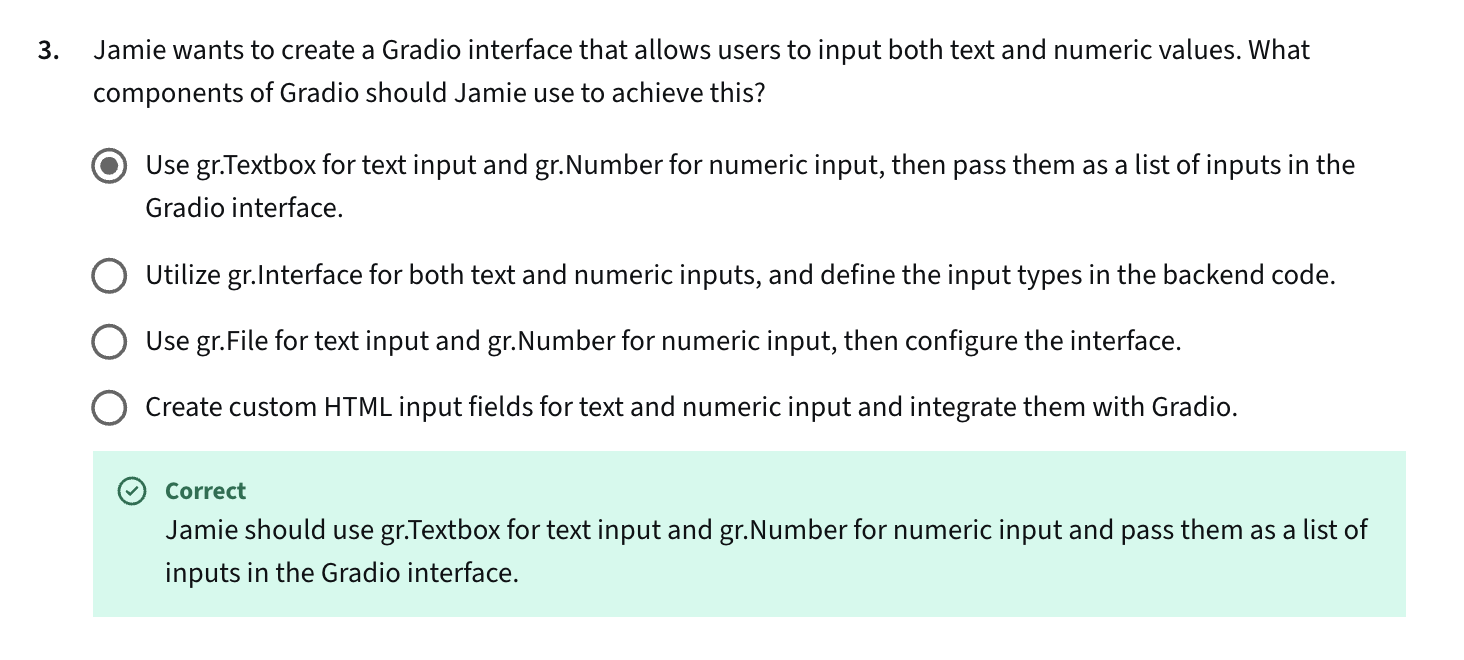 3. Jamie wants to create a Gradio interface that allows users to input both text and numeric values. What
components of Gradio should Jamie use to achieve this?
Use gr.Textbox for text input and gr.Number for numeric input, then pass them as a list of inputs in the
Gradio interface.
Utilize gr.Interface for both text and numeric inputs, and define the input types in the backend code.
Use gr.File for text input and gr.Number for numeric input, then configure the interface.
Create custom HTML input fields for text and numeric input and integrate them with Gradio.
Correct
Jamie should use gr.Textbox for text input and gr.Number for numeric input and pass them as a list of
inputs in the Gradio interface.